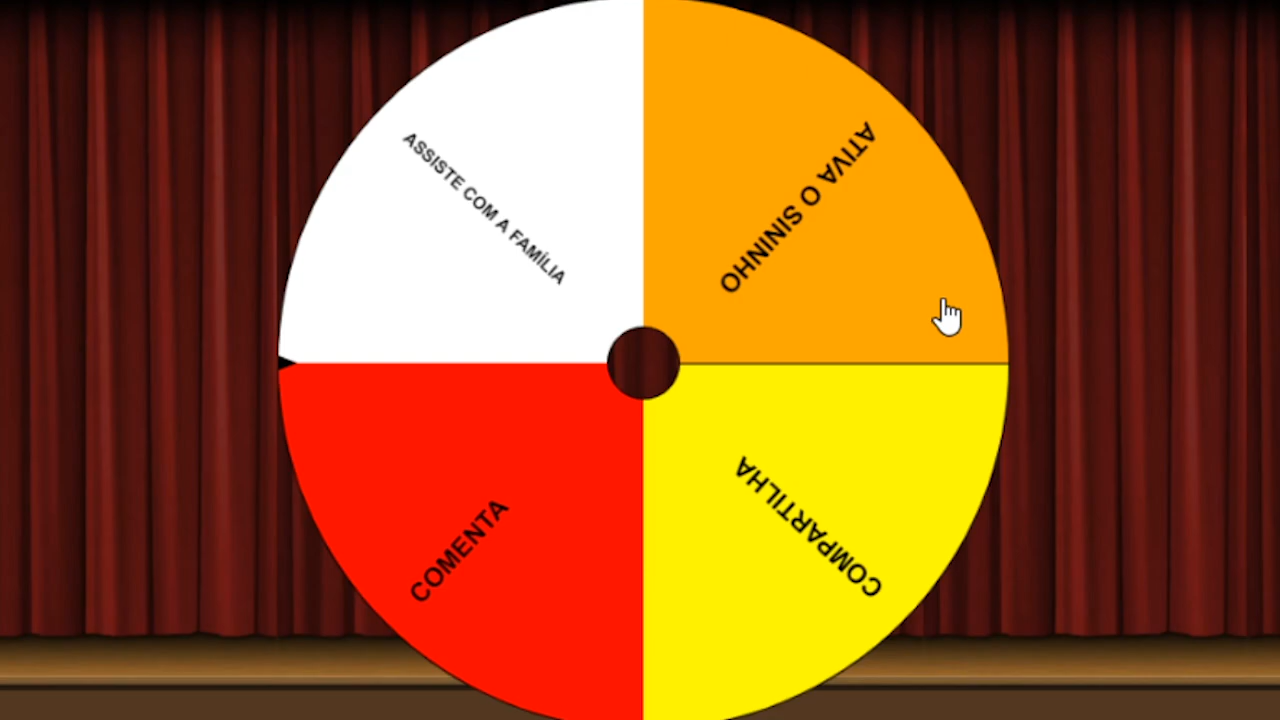 ASSISTE COM A FAMÍLIA
ATIVA O SININHO
COMENTA
COMPARTILHA